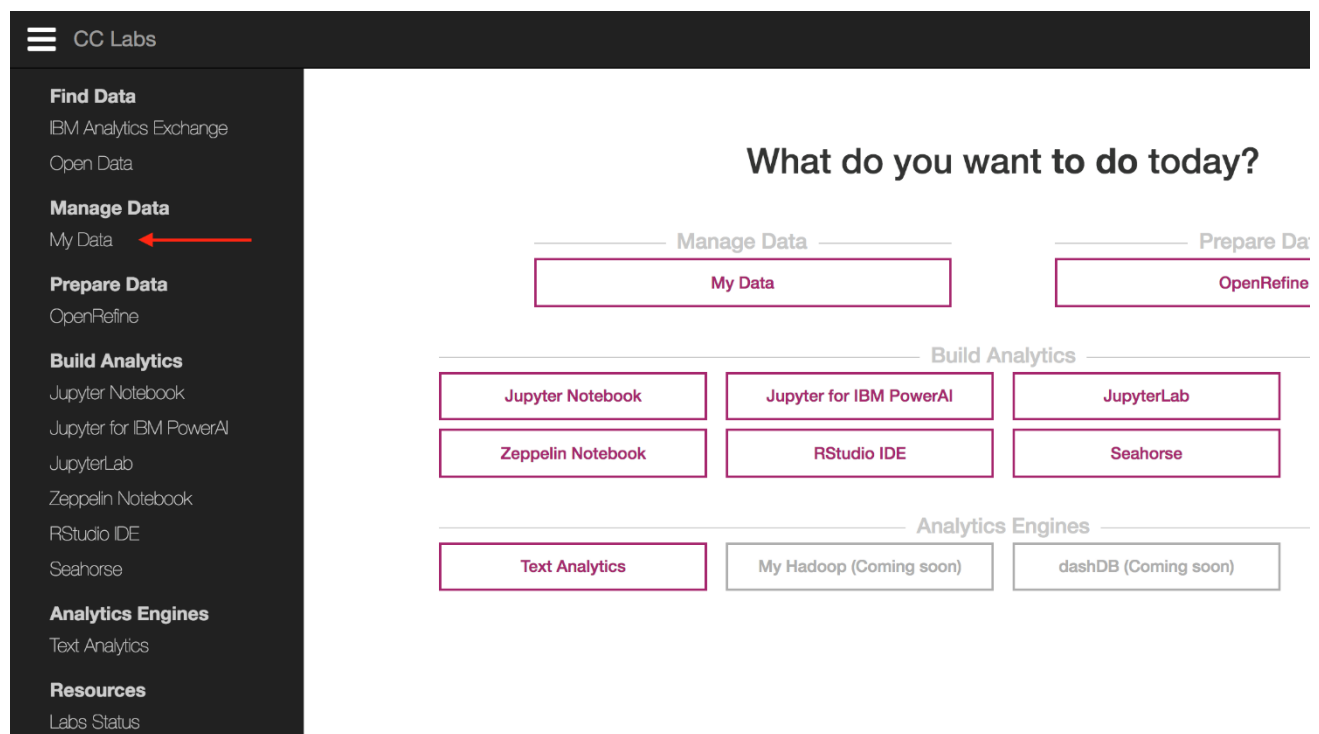 CC Labs
Find Data
IBM Analytics Exchange
Open Data
Manage Data
My Data
Prepare Data
OpenRefine
Build Analytics
Jupyter Notebook
Jupyter for IBM PowerAI
JupyterLab
Zeppelin Notebook
RStudio IDE
Seahorse
Analytics Engines
Text Analytics
Resources
Labs Status
What do you want to do today?
Manage Data
My Data
Prepare Da
OpenRefine
Build Analytics
Jupyter Notebook
Jupyter for IBM PowerAI
JupyterLab
Zeppelin Notebook
RStudio IDE
Seahorse
Analytics Engines
Text Analytics
My Hadoop (Coming soon)
dashDB (Coming soon)